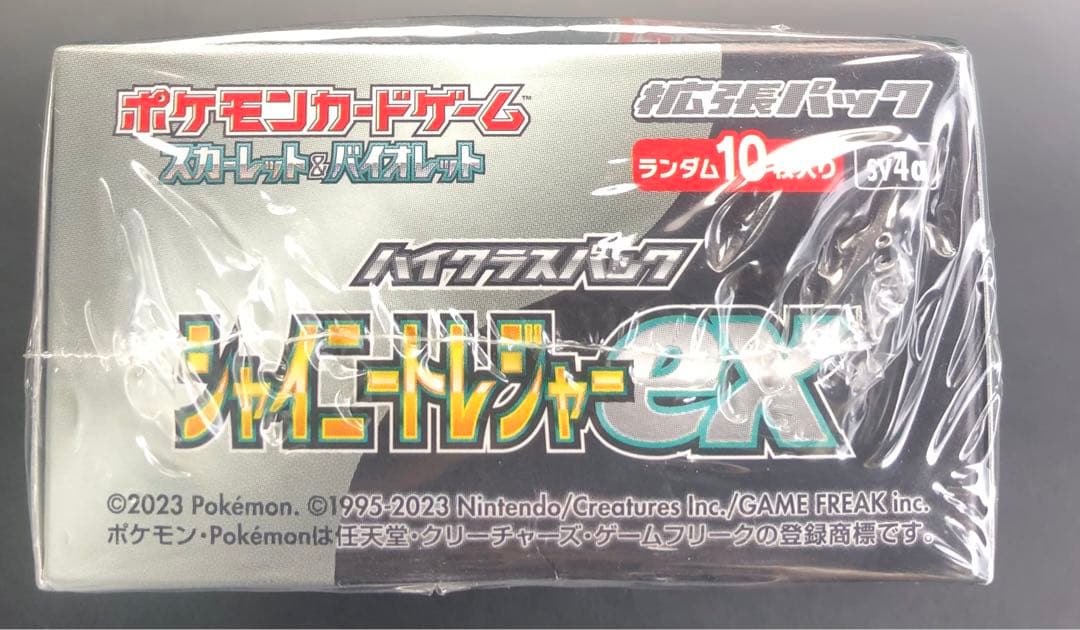 ポケモンカードゲーム™
拡張パック
スカーレット&バイオレット
ランダム10枚入り
sv4a
ハイクラスパック
シャイニートレジャーex
©2023 Pokémon. ©1995-2023 Nintendo/Creatures Inc./GAME FREAK inc.
ポケモン・Pokémonは任天堂・クリーチャーズ・ゲームフリークの登録商標です。